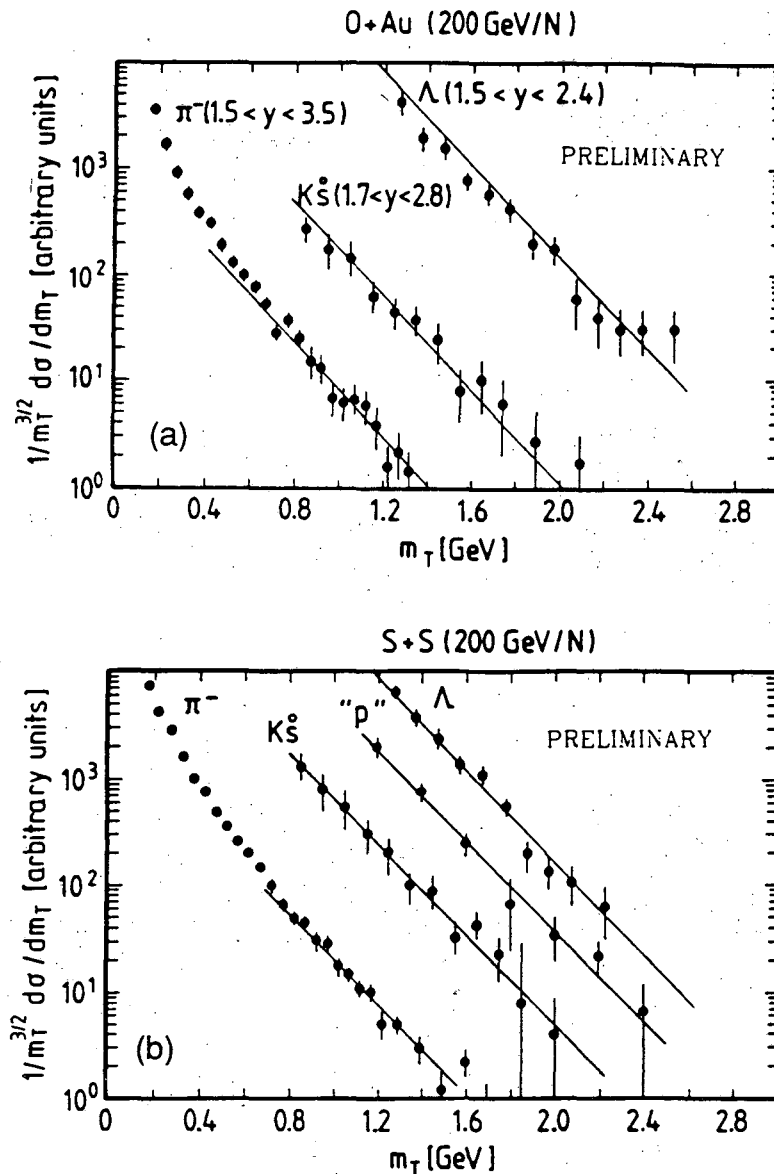 O+Au (200 GeV/N)
π⁻(1.5<y<3.5)
Λ(1.5<y<2.4)
PRELIMINARY
K°s(1.7<y<2.8)
10³
10²
10¹
10⁰
1/m_T^3/2 dσ/dm_T [arbitrary units]
(a)
0 0.4 0.8 1.2 1.6 2.0 2.4 2.8
m_T [GeV]
S+S (200 GeV/N)
π⁻
K°s
"p"
Λ
PRELIMINARY
10³
10²
10¹
10⁰
1/m_T^3/2 dσ/dm_T [arbitrary units]
(b)
0 0.4 0.8 1.2 1.6 2.0 2.4 2.8
m_T [GeV]